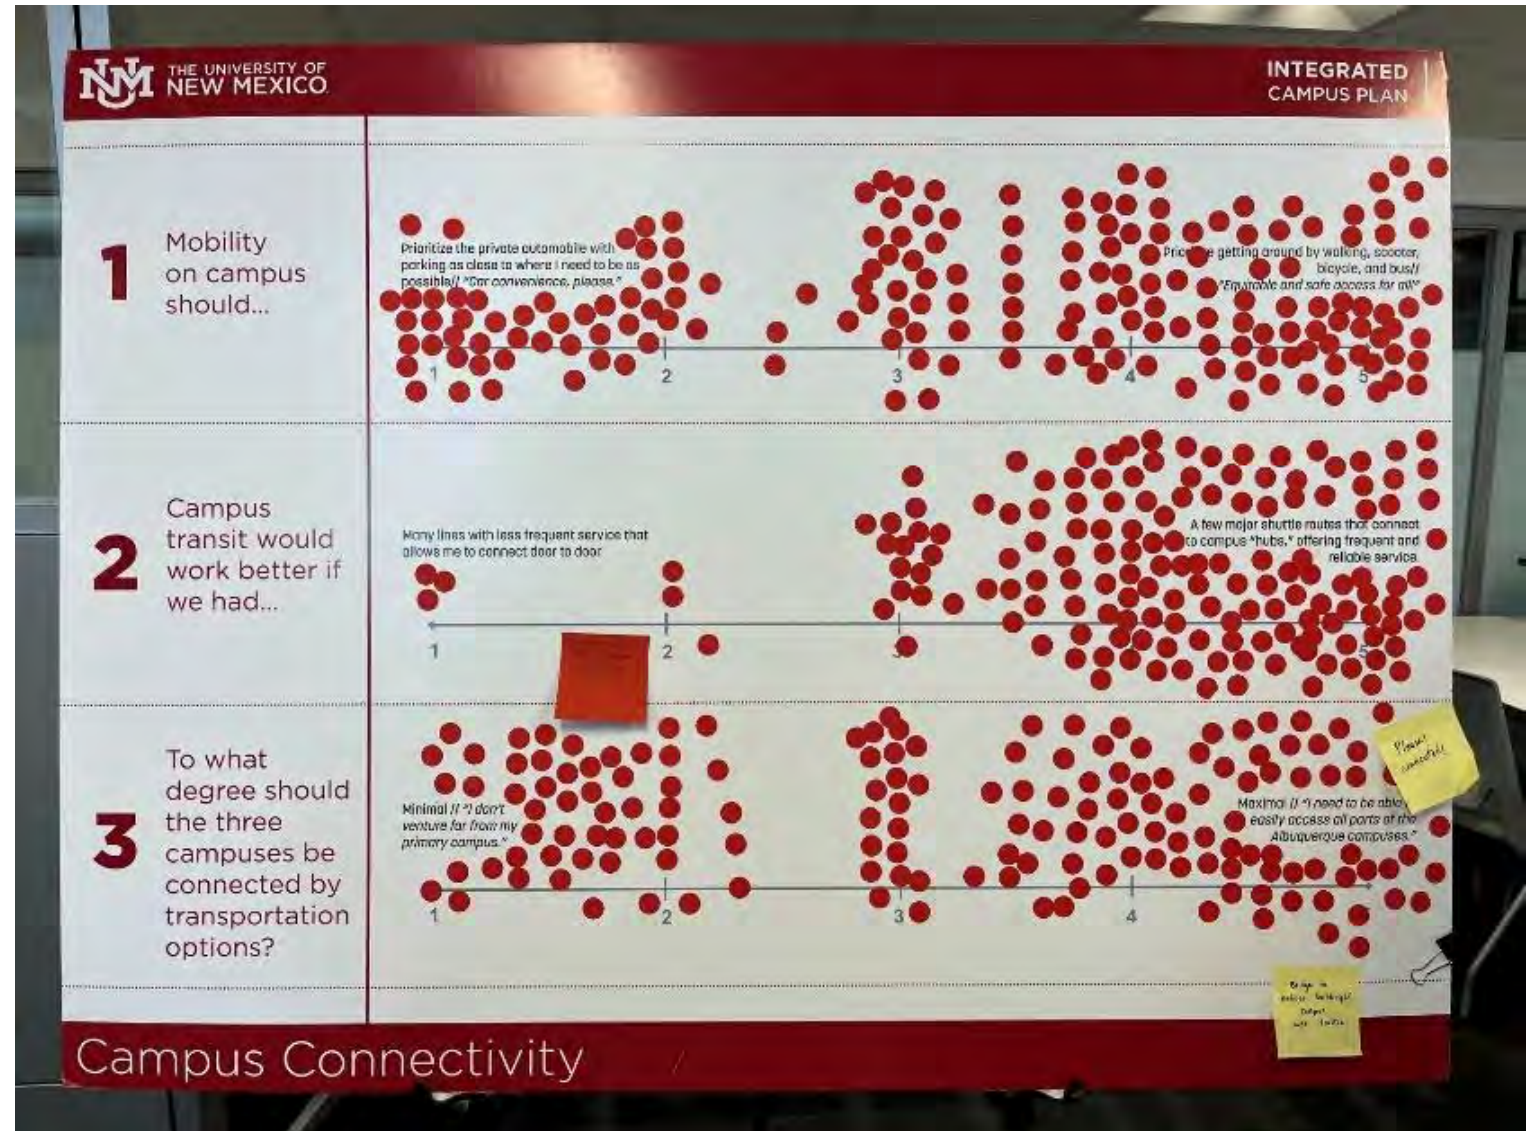 UNM
THE UNIVERSITY OF
NEW MEXICO
INTEGRATED
CAMPUS PLAN
1
Mobility
on campus
should...
Prioritize the private automobile with
parking as close to where I need to be as
possible// "Car convenience, please."
Prioritize getting around by walking, scooter,
bicycle, and bus//
"Equitable and safe access for all!"
1 2 3 4 5
2
Campus
transit would
work better if
we had...
Many lines with less frequent service that
allows me to connect door to door
A few major shuttle routes that connect
to campus "hubs," offering frequent and
reliable service.
1 2 3 5
3
To what
degree should
the three
campuses be
connected by
transportation
options?
Minimal // "I don't
venture far from my
primary campus."
Maximal // "I need to be able
easily access all parts of the
Albuquerque campuses."
1 2 3 4
Please
Campus Connectivity